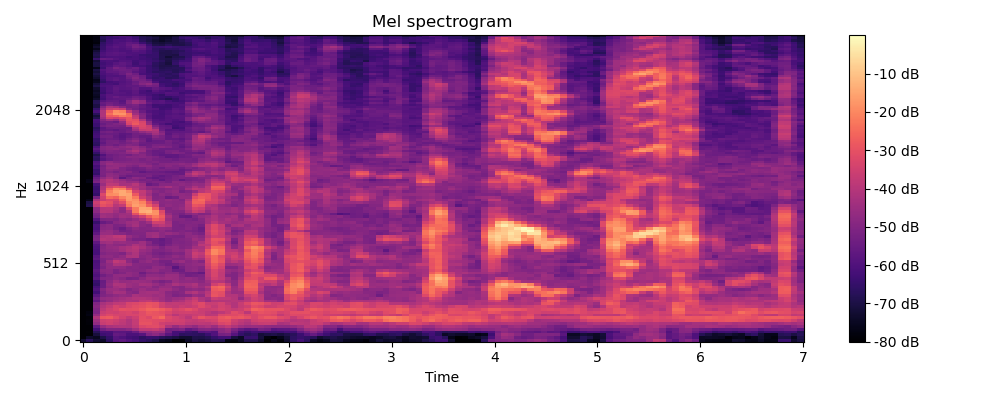 Mel spectrogram
Hz
2048
1024
512
0
0 1 2 3 4 5 6 7
Time
-10 dB
-20 dB
-30 dB
-40 dB
-50 dB
-60 dB
-70 dB
-80 dB